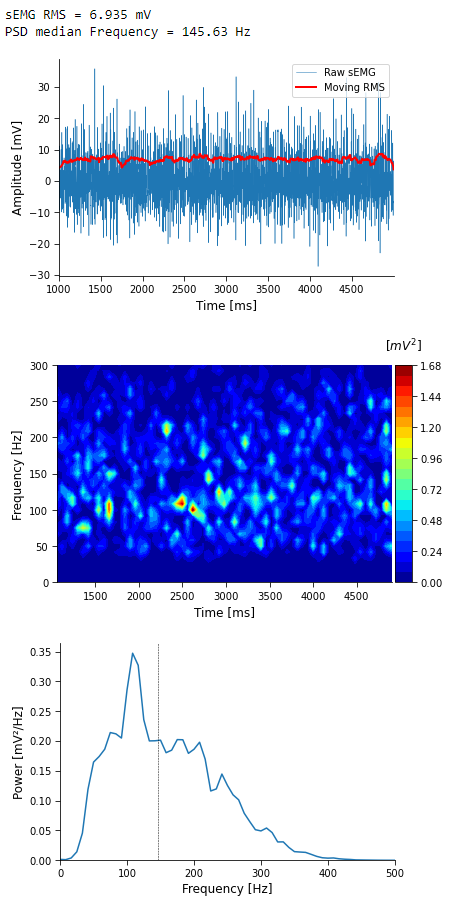 sEMG RMS = 6.935 mV
PSD median Frequency = 145.63 Hz
Raw sEMG
Moving RMS
Amplitude [mV]
30
20
10
0
−10
−20
−30
1000 1500 2000 2500 3000 3500 4000 4500
Time [ms]
[mV²]
Frequency [Hz]
300
250
200
150
100
50
0
1500 2000 2500 3000 3500 4000 4500
Time [ms]
1.68
1.44
1.20
0.96
0.72
0.48
0.24
0.00
Power [mV²/Hz]
0.35
0.30
0.25
0.20
0.15
0.10
0.05
0.00
0 100 200 300 400 500
Frequency [Hz]